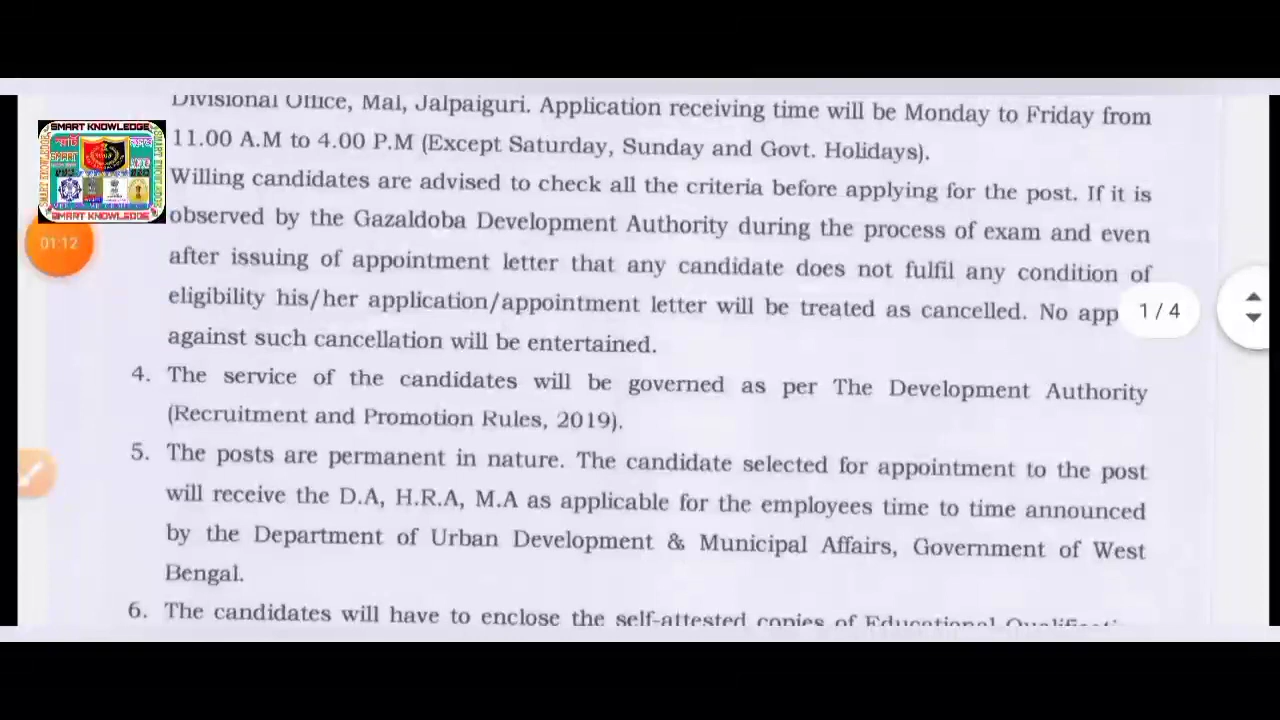 Divisional Office, Mal, Jalpaiguri. Application receiving time will be Monday to Friday from
11.00 A.M to 4.00 P.M (Except Saturday, Sunday and Govt. Holidays).
Willing candidates are advised to check all the criteria before applying for the post. If it is
observed by the Gazaldoba Development Authority during the process of exam and even
after issuing of appointment letter that any candidate does not fulfil any condition of
eligibility his/her application/appointment letter will be treated as cancelled. No app
against such cancellation will be entertained.
4. The service of the candidates will be governed as per The Development Authority
(Recruitment and Promotion Rules, 2019).
5. The posts are permanent in nature. The candidate selected for appointment to the post
will receive the D.A, H.R.A, M.A as applicable for the employees time to time announced
by the Department of Urban Development & Municipal Affairs, Government of West
Bengal.
6. The candidates will have to enclose the self-attested copies of Educational
SMART KNOWLEDGE
SMART
SMART KNOWLEDGE
01:12
1 / 4